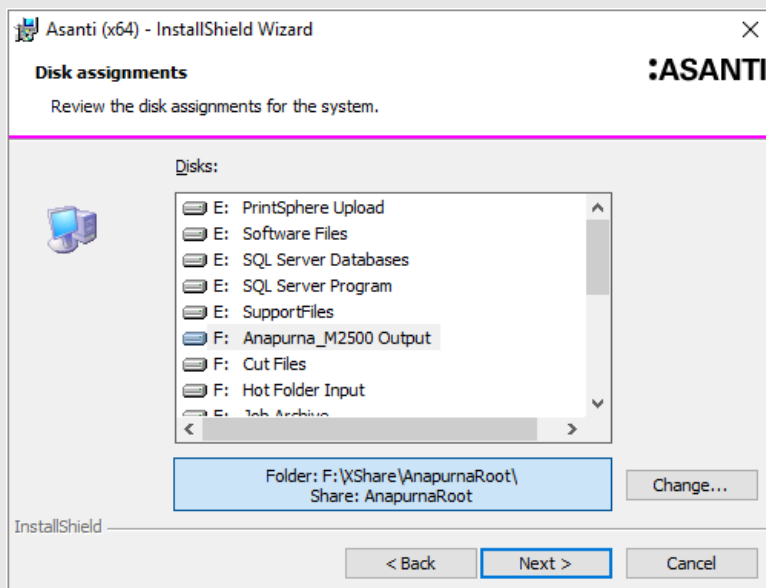 Asanti (x64) - InstallShield Wizard
Disk assignments
:ASANTI
Review the disk assignments for the system.
Disks:
E: PrintSphere Upload
E: Software Files
E: SQL Server Databases
E: SQL Server Program
E: SupportFiles
F: Anapurna_M2500 Output
F: Cut Files
F: Hot Folder Input
F: Job Archive
Folder: F:\XShare\AnapurnaRoot\
Share: AnapurnaRoot
Change...
InstallShield
< Back
Next >
Cancel